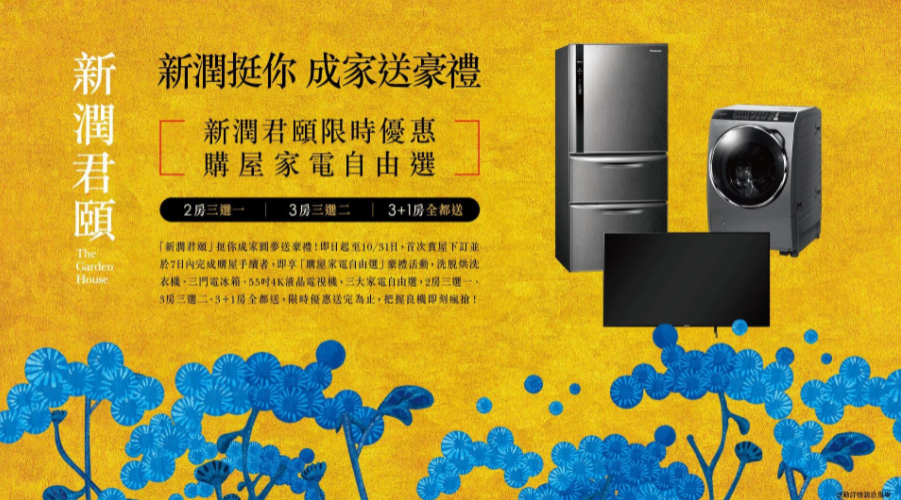 新潤君頤
The
Garden
House
新潤挺你 成家送豪禮
新潤君頤限時優惠
購屋家電自由選
2房三選一 | 3房三選二 | 3+1房全都送
「新潤君頤」挺你成家圓夢送豪禮!即日起至10/31,首次賞屋下訂並
於7日內完成購屋手續者,即享「購屋家電自由選」豪禮活動,洗脫烘洗
衣機、三門電冰箱、55吋4K液晶電視機,三大家電自由選,2房三選一、
3房三選二、3+1房全都送,限時優惠送完為止,把握良機即刻瘋搶!
Panasonic